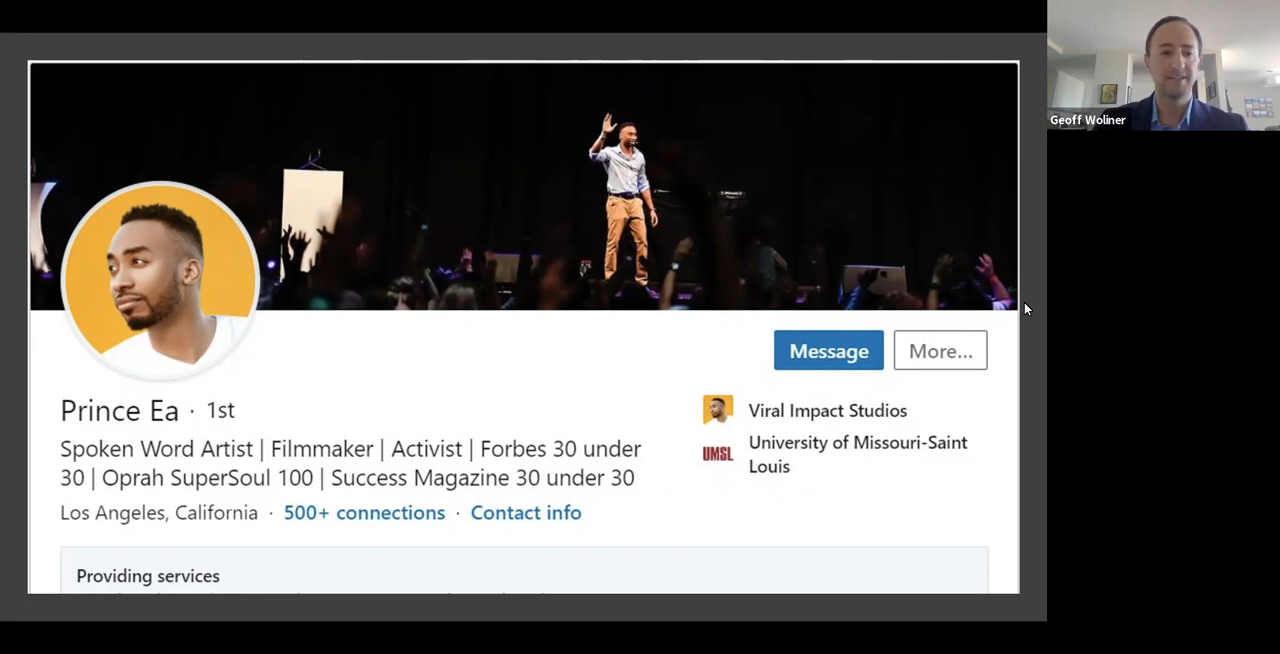 Geoff Woliner
Message
More...
Prince Ea · 1st
Spoken Word Artist | Filmmaker | Activist | Forbes 30 under
30 | Oprah SuperSoul 100 | Success Magazine 30 under 30
Los Angeles, California · 500+ connections · Contact info
Viral Impact Studios
UMSL
University of Missouri-Saint
Louis
Providing services